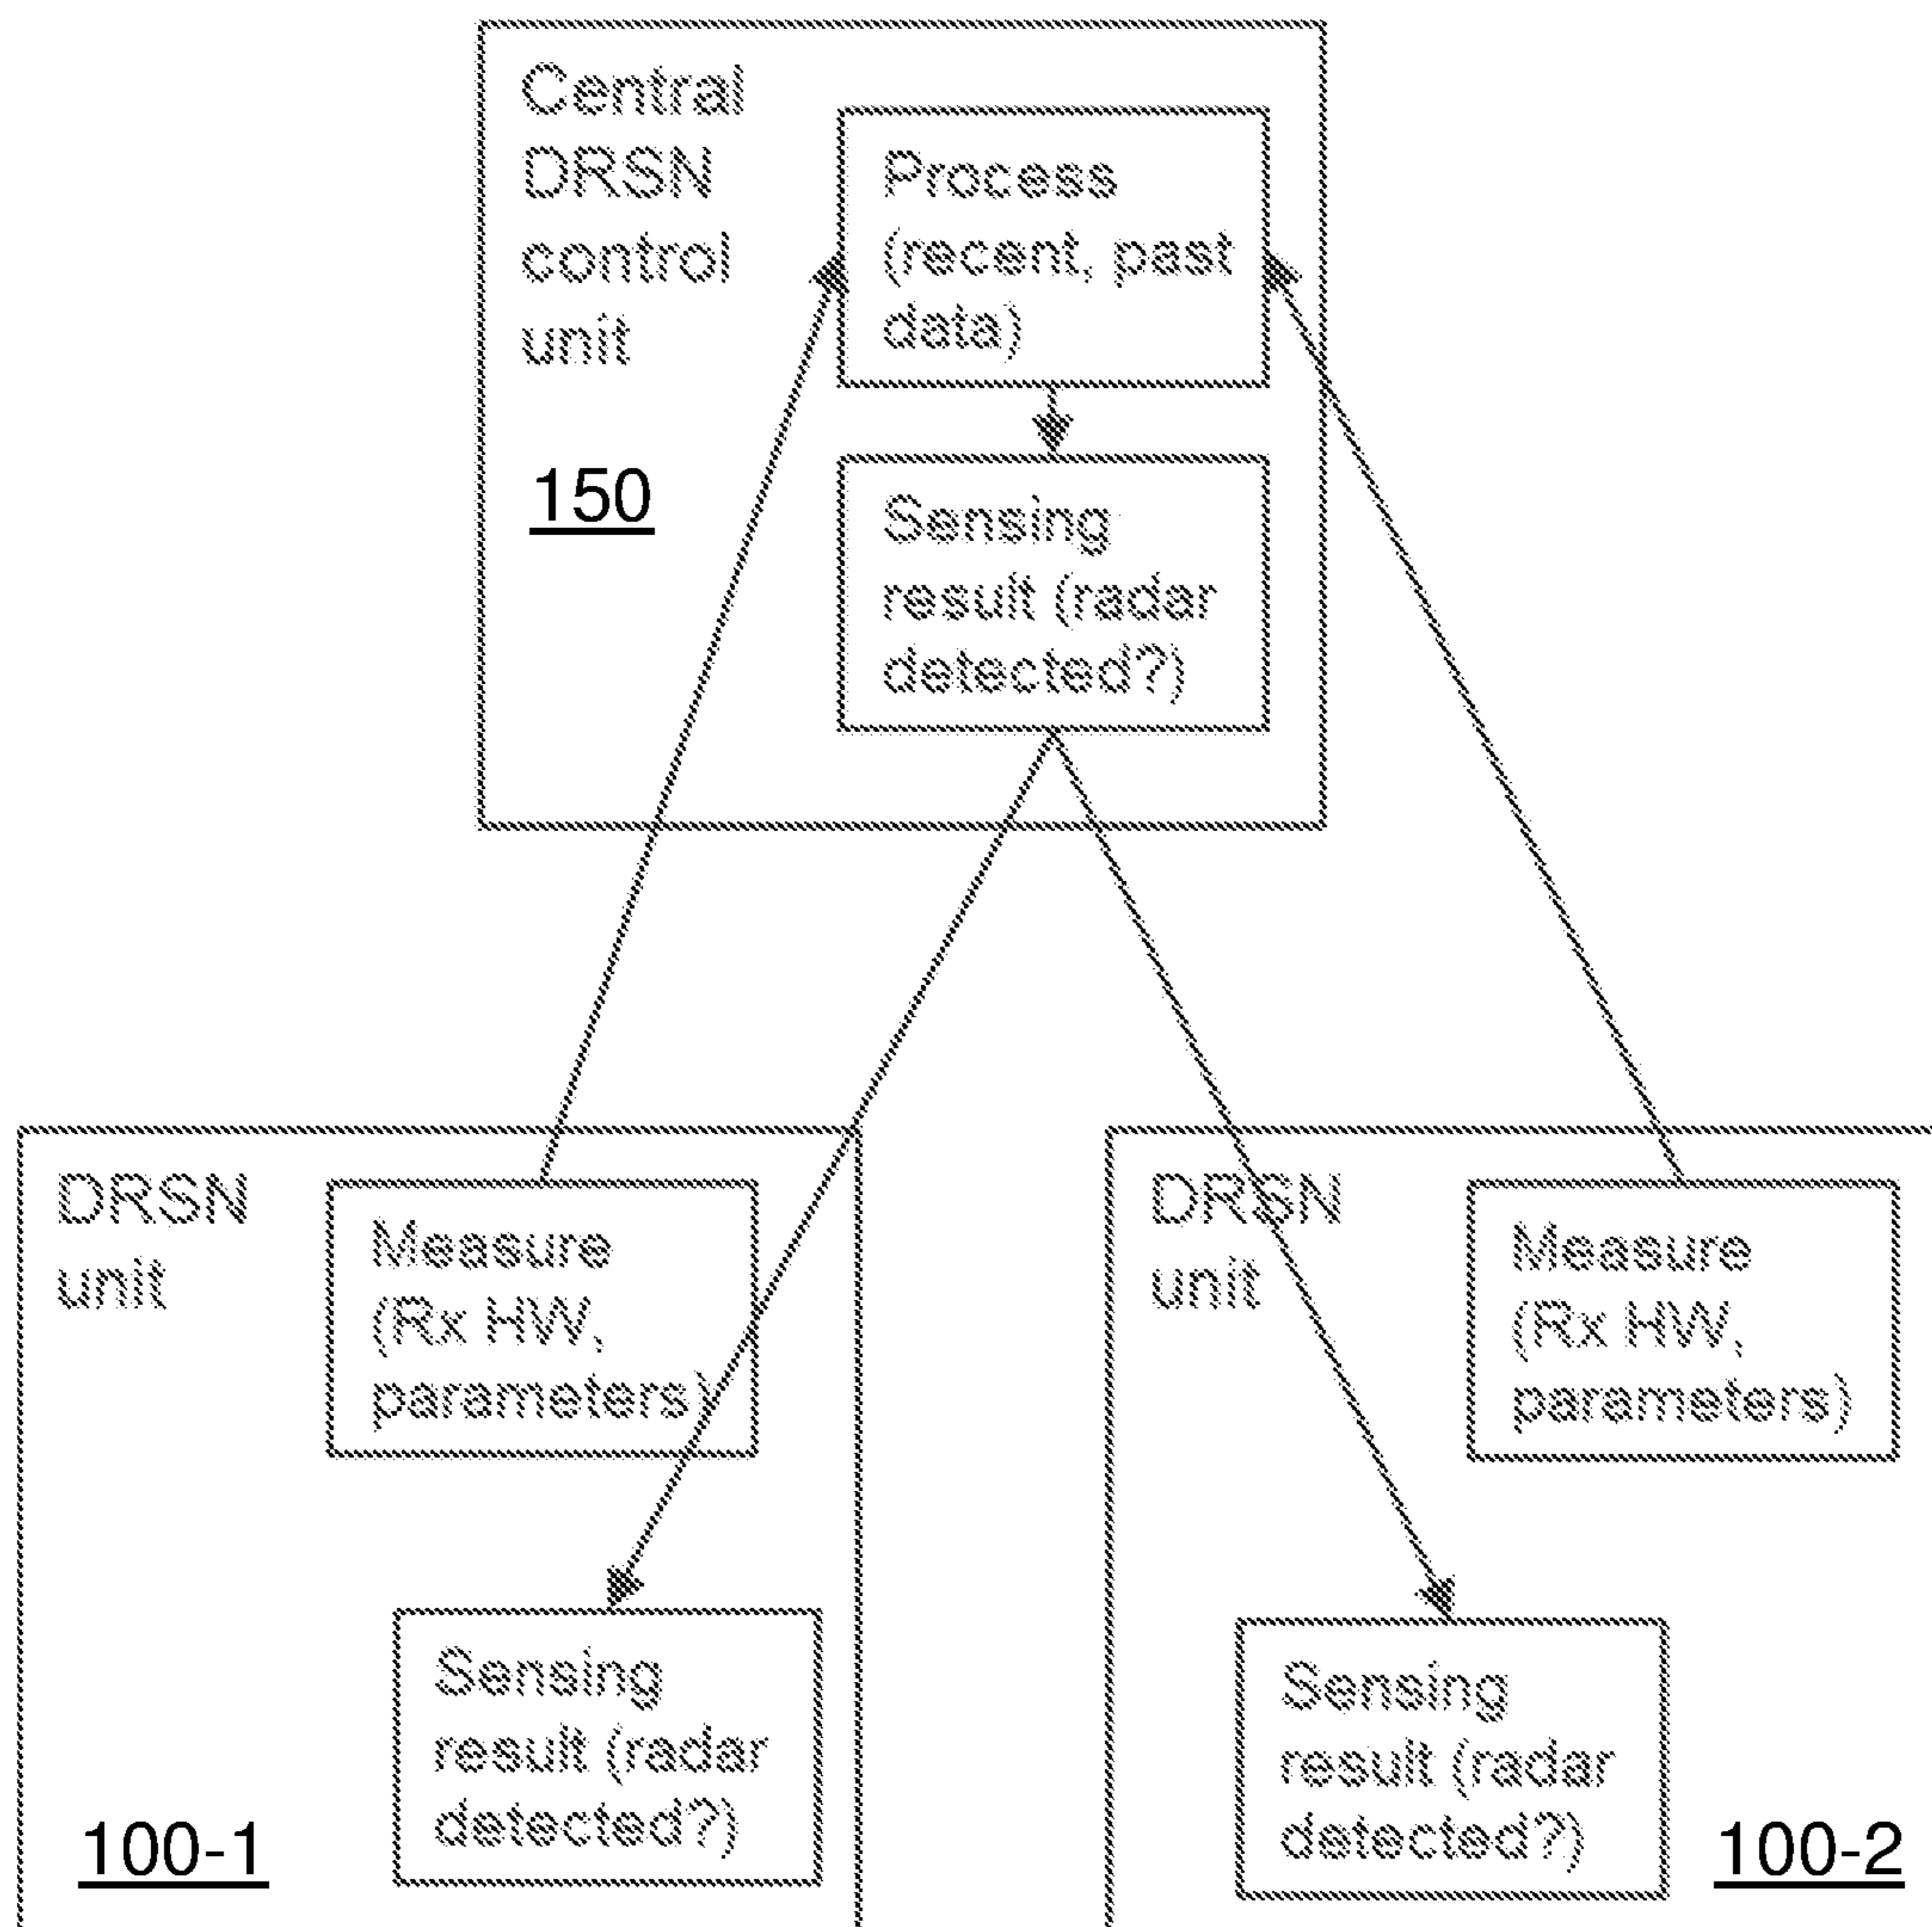 Central
DRSN
control
unit
150
Process
(recent, past
data)
Sensing
result (radar
detected?)
DRSN
unit
Measure
(Rx HW,
parameters)
Sensing
result (radar
detected?)
100-1
DRSN
unit
Measure
(Rx HW,
parameters)
Sensing
result (radar
detected?)
100-2